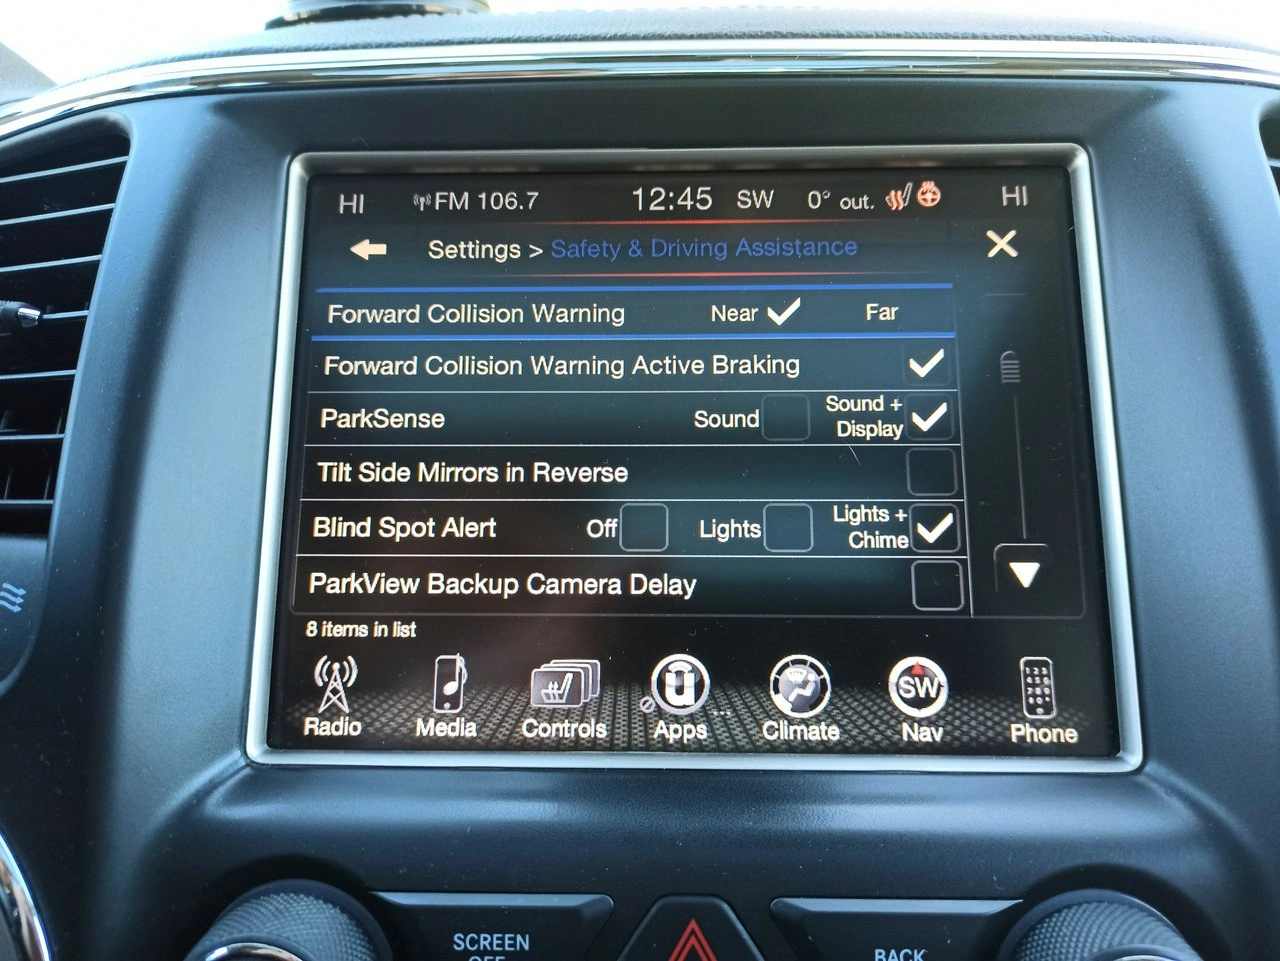 HI FM 106.7 12:45 SW 0° out. HI
Settings > Safety & Driving Assistance
Forward Collision Warning Near Far
Forward Collision Warning Active Braking
ParkSense Sound Sound +
Display
Tilt Side Mirrors in Reverse
Blind Spot Alert Off Lights Lights +
Chime
ParkView Backup Camera Delay
8 items in list
u SW
Radio Media Controls Apps Climate Nav Phone
SCREEN
OFF
BACK